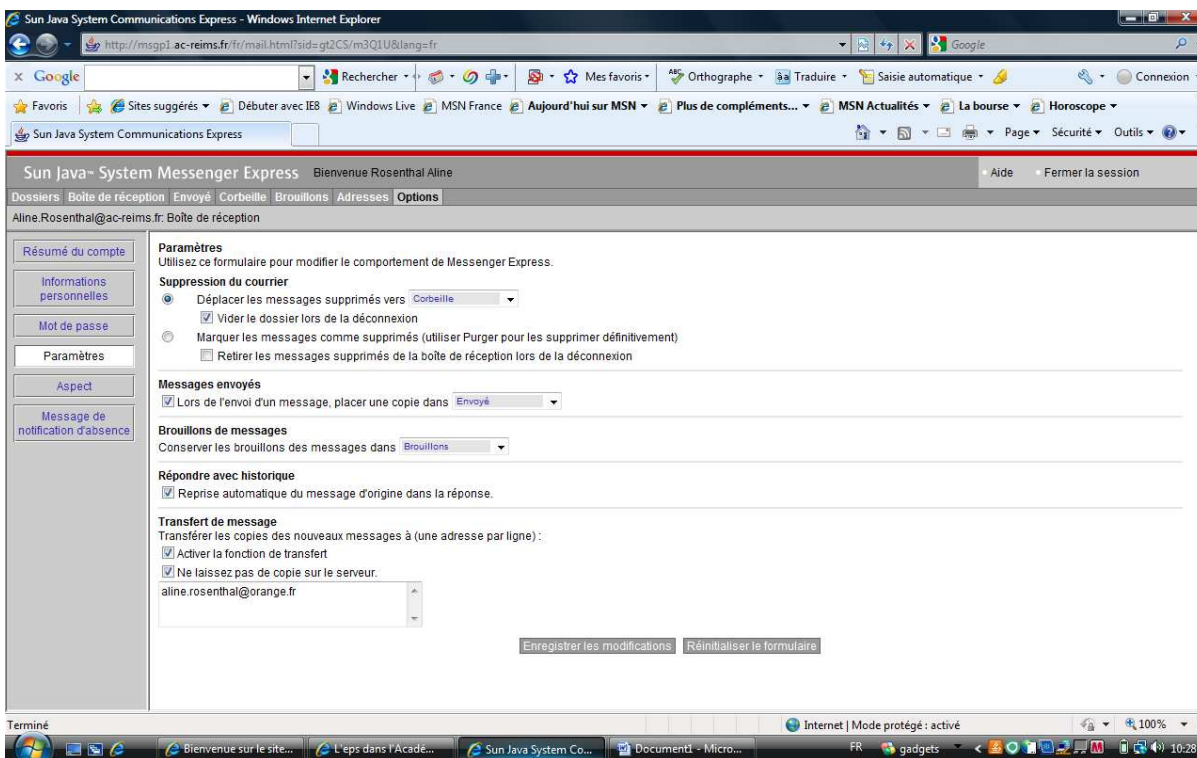 Sun Java System Communications Express - Windows Internet Explorer
http://msgp1.ac-reims.fr/fr/mail.html?sid=gt2CS/m3Q1U&lang=fr
Google
x Google Rechercher Mes favoris Orthographe Traduire Saisie automatique Connexion
Favoris Sites suggérés Débuter avec IE8 Windows Live MSN France Aujourd'hui sur MSN Plus de compléments... MSN Actualités La bourse Horoscope
Sun Java System Communications Express Page Sécurité Outils
Sun Java™ System Messenger Express Bienvenue Rosenthal Aline Aide Fermer la session
Dossiers Boîte de réception Envoyé Corbeille Brouillons Adresses Options
Aline.Rosenthal@ac-reims.fr: Boîte de réception
Résumé du compte
Informations
personnelles
Mot de passe
Paramètres
Aspect
Message de
notification d'absence
Paramètres
Utilisez ce formulaire pour modifier le comportement de Messenger Express.
Suppression du courrier
Déplacer les messages supprimés vers Corbeille
Vider le dossier lors de la déconnexion
Marquer les messages comme supprimés (utiliser Purger pour les supprimer définitivement)
Retirer les messages supprimés de la boîte de réception lors de la déconnexion
Messages envoyés
Lors de l'envoi d'un message, placer une copie dans Envoyé
Brouillons de messages
Conserver les brouillons des messages dans Brouillons
Répondre avec historique
Reprise automatique du message d'origine dans la réponse.
Transfert de message
Transférer les copies des nouveaux messages à (une adresse par ligne) :
Activer la fonction de transfert
Ne laissez pas de copie sur le serveur.
aline.rosenthal@orange.fr
Enregistrer les modifications Réinitialiser le formulaire
Terminé Internet | Mode protégé : activé 100%
Bienvenue sur le site... L'eps dans l'Acadé... Sun Java System Co... Document1 - Micro... FR gadgets 10:28